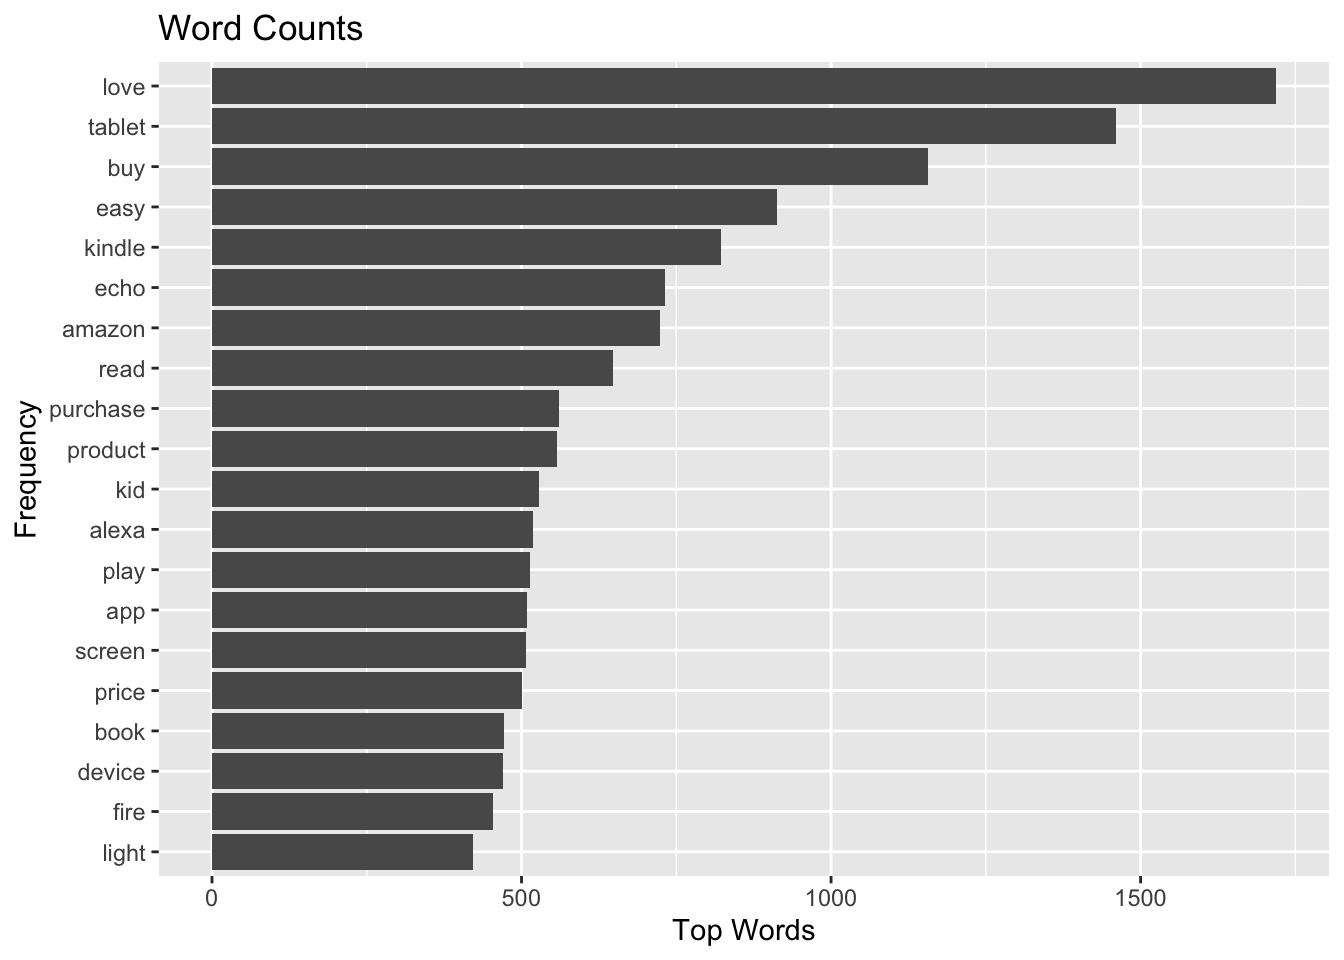 Word Counts
love
tablet
buy
easy
kindle
echo
amazon
read
purchase
product
kid
alexa
play
app
screen
price
book
device
fire
light
Frequency
0 500 1000 1500
Top Words